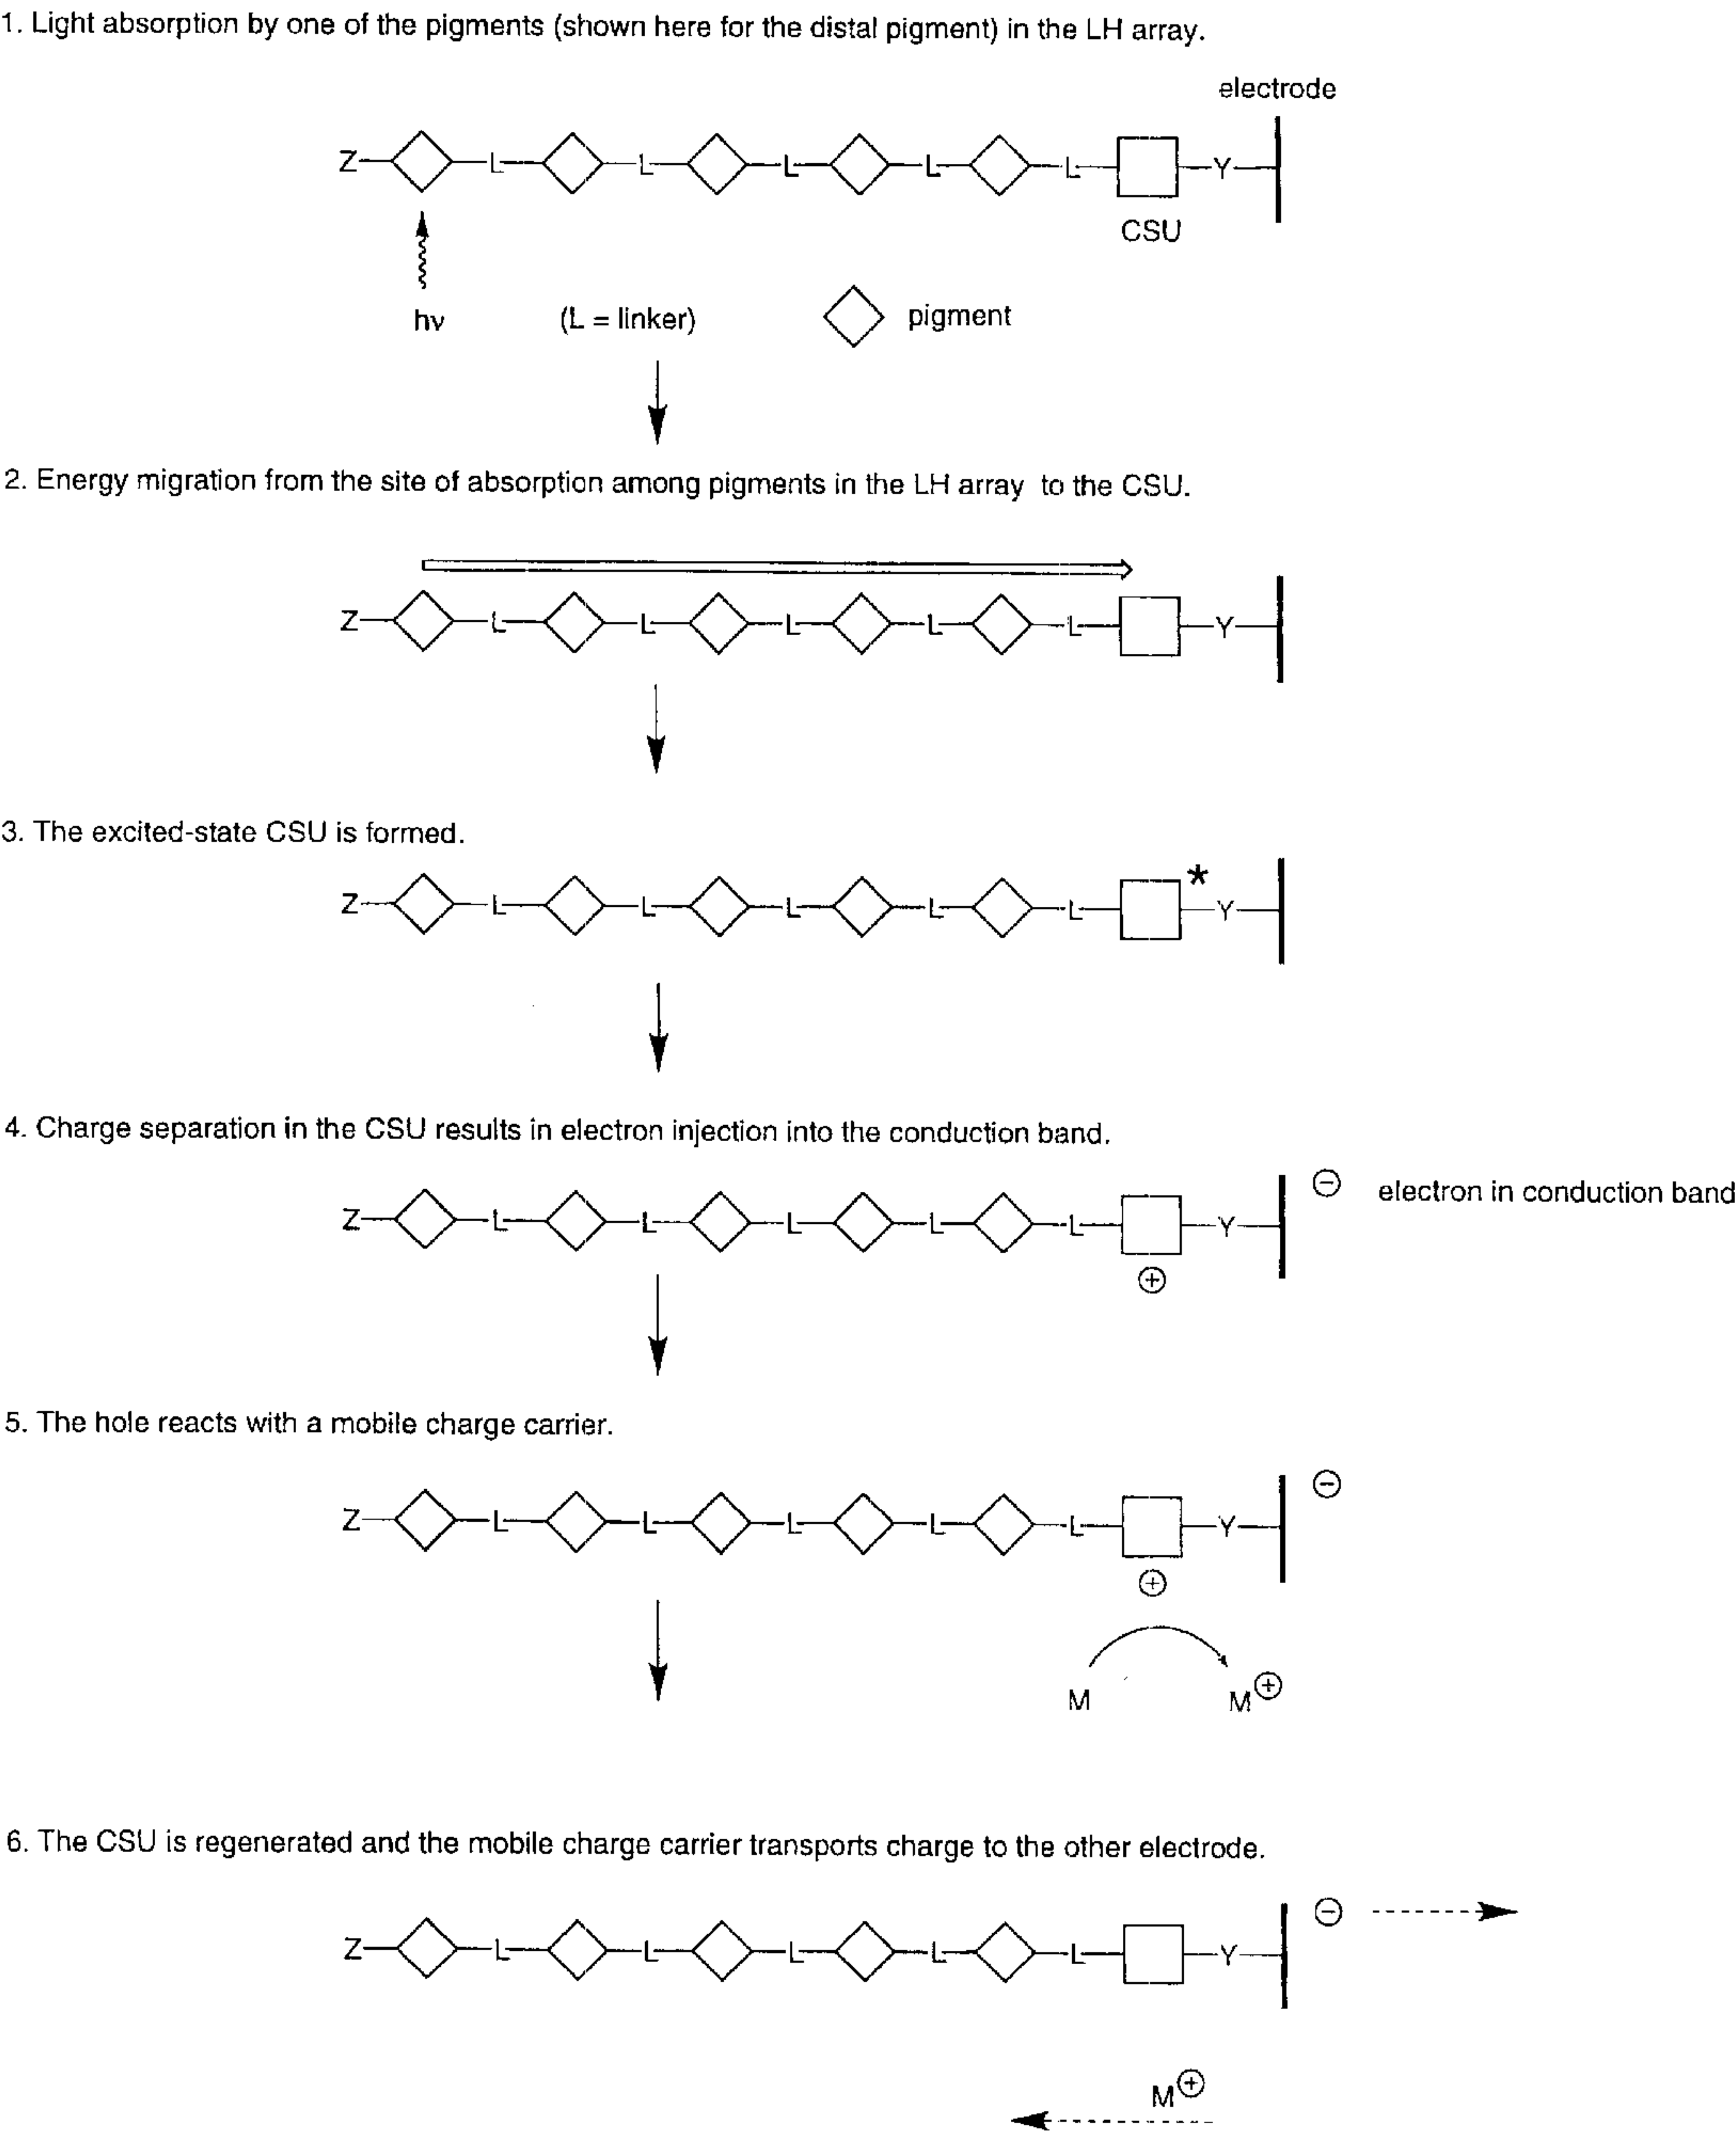 1. Light absorption by one of the pigments (shown here for the distal pigment) in the LH array.
electrode
Z L L L L L Y
CSU
hν (L = linker) pigment
2. Energy migration from the site of absorption among pigments in the LH array to the CSU.
Z L L L L L Y
3. The excited-state CSU is formed.
*
Z L L L L L Y
4. Charge separation in the CSU results in electron injection into the conduction band.
⊖ electron in conduction band
Z L L L L L Y
⊕
5. The hole reacts with a mobile charge carrier.
⊖
Z L L L L L Y
⊕
M M⊕
6. The CSU is regenerated and the mobile charge carrier transports charge to the other electrode.
⊖
Z L L L L L Y
M⊕